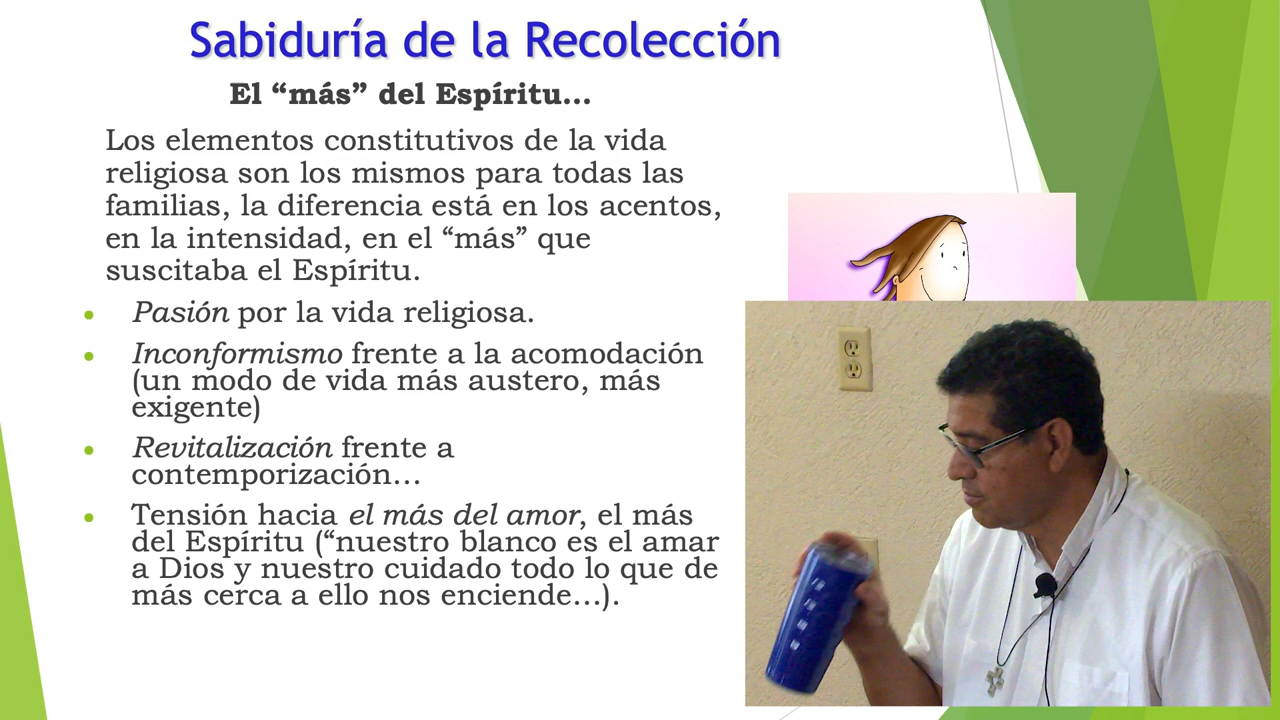 Sabiduría de la Recolección
El “más” del Espíritu...
Los elementos constitutivos de la vida
religiosa son los mismos para todas las
familias, la diferencia está en los acentos,
en la intensidad, en el “más” que
suscitaba el Espíritu.
• Pasión por la vida religiosa.
• Inconformismo frente a la acomodación
(un modo de vida más austero, más
exigente)
• Revitalización frente a
contemporización...
• Tensión hacia el más del amor, el más
del Espíritu (“nuestro blanco es el amar
a Dios y nuestro cuidado todo lo que de
más cerca a ello nos enciende...).